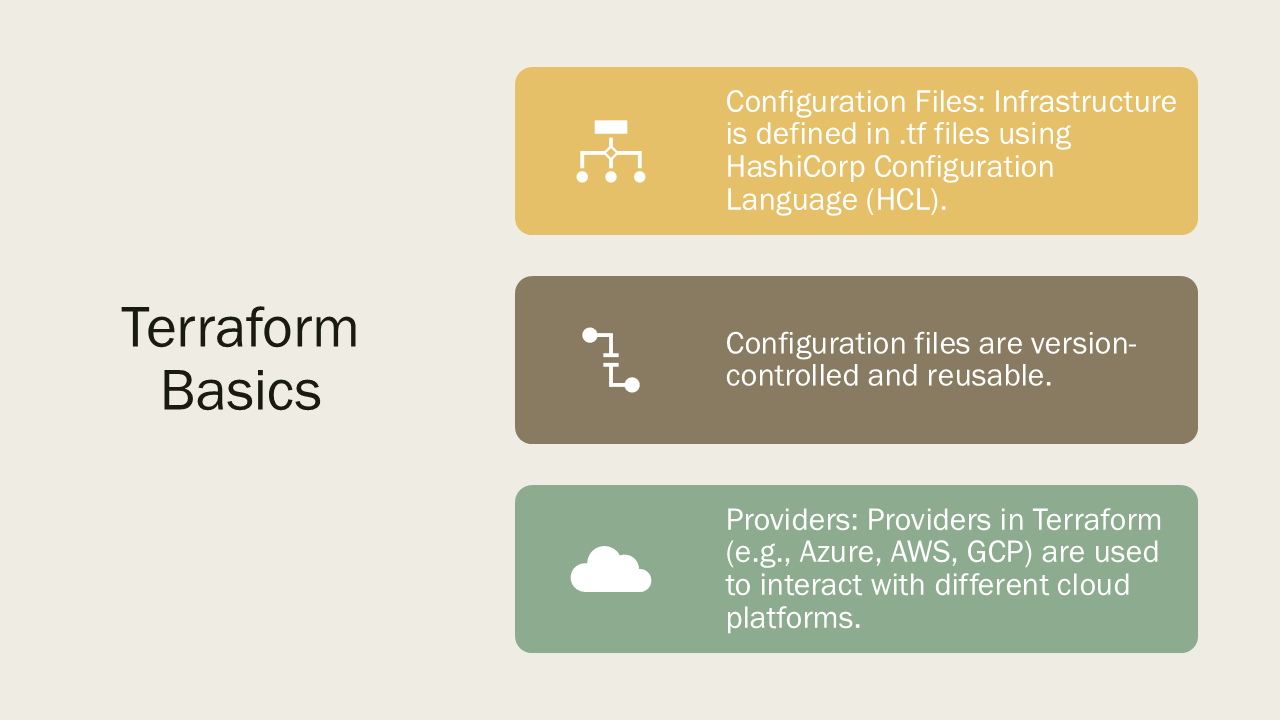 Terraform
Basics
Configuration Files: Infrastructure
is defined in .tf files using
HashiCorp Configuration
Language (HCL).
Configuration files are version-
controlled and reusable.
Providers: Providers in Terraform
(e.g., Azure, AWS, GCP) are used
to interact with different cloud
platforms.